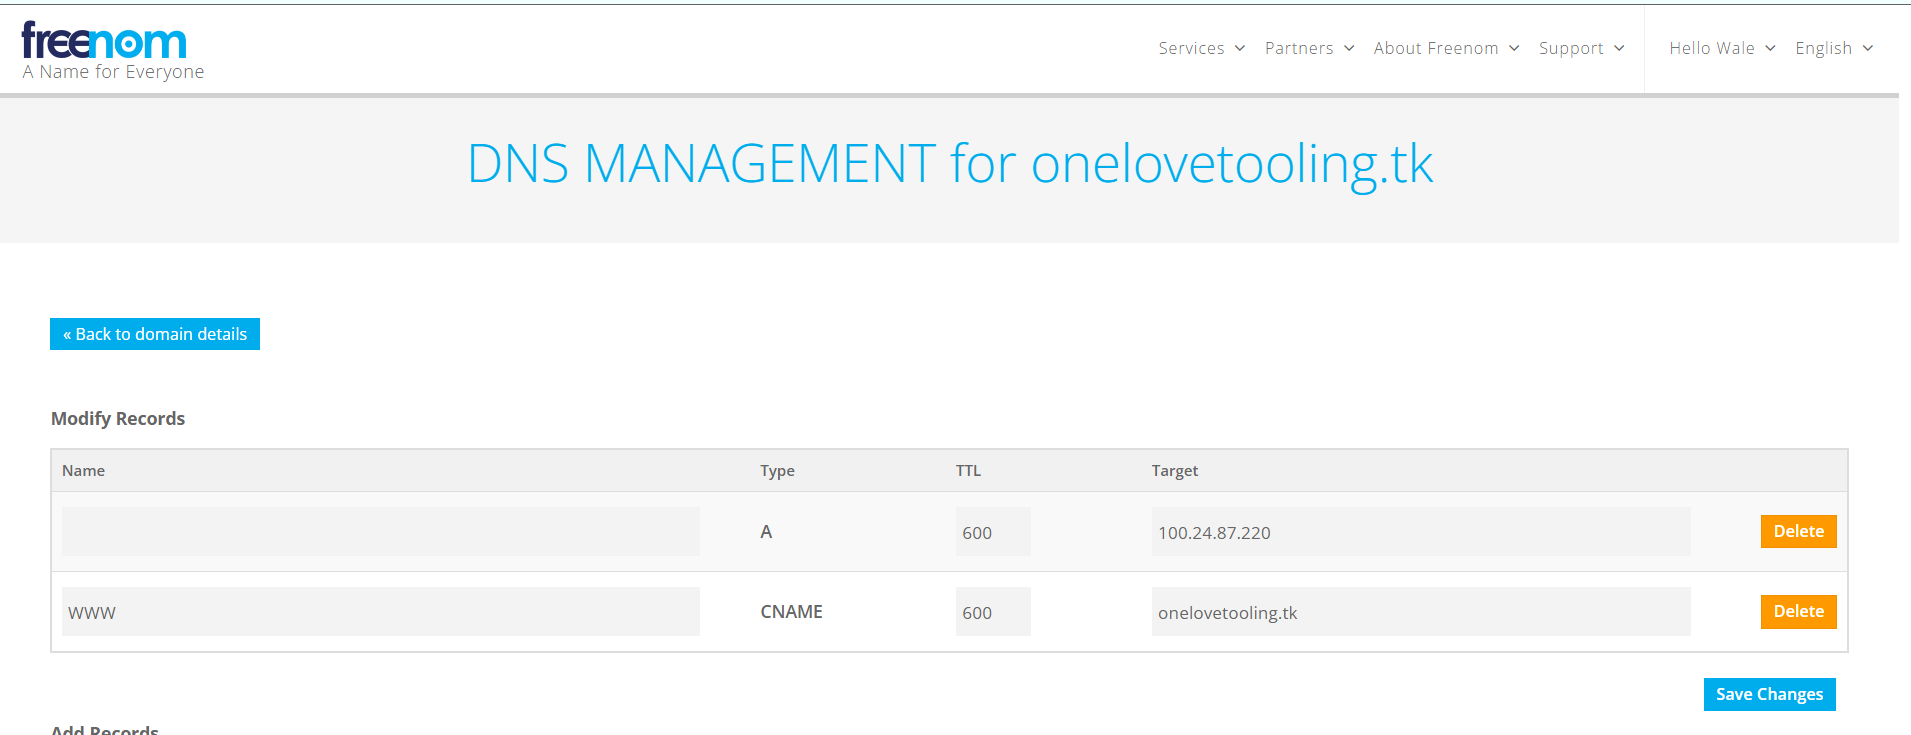 freenom
A Name for Everyone
Services Partners About Freenom Support Hello Wale English
DNS MANAGEMENT for onelovetooling.tk
« Back to domain details
Modify Records
Name Type TTL Target
A 600 100.24.87.220 Delete
WWW CNAME 600 onelovetooling.tk Delete
Save Changes
Add Records